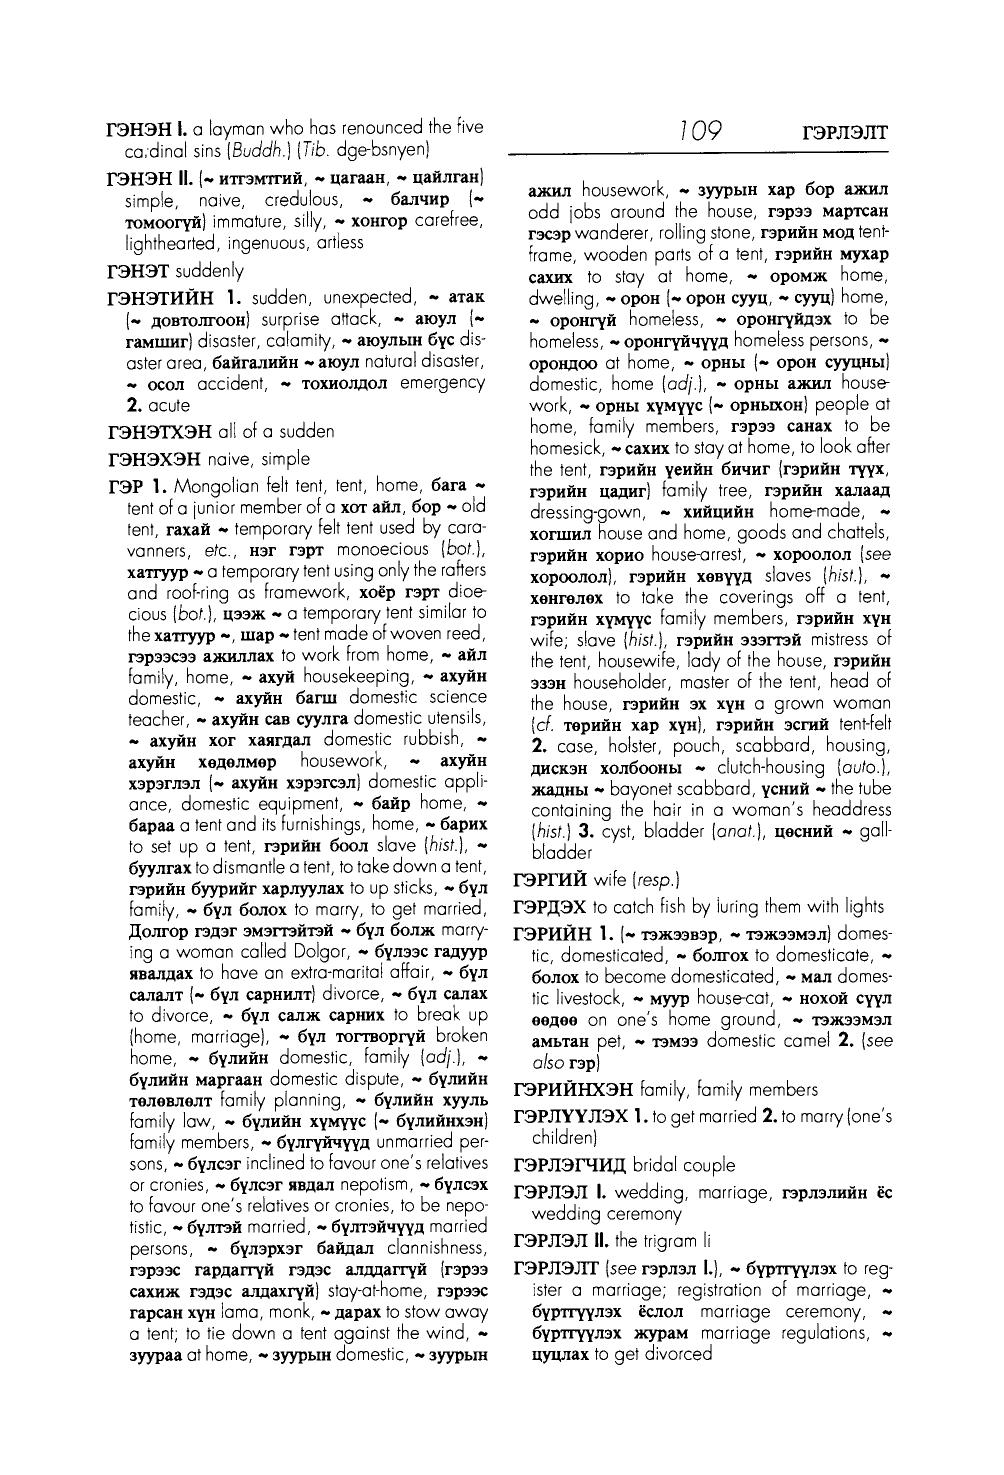 ГЭНЭН I. a layman who has renounced the five
cardinal sins (Buddh.) (Tib. dge-bsnyen)
ГЭНЭН II. (~ итгэмтгий, ~ цагаан, ~ цайлган)
simple, naive, credulous, ~ балчир (~
томоогүй) immature, silly, ~ хонгор carefree,
lighthearted, ingenuous, artless
ГЭНЭТ suddenly
ГЭНЭТИЙН 1. sudden, unexpected, ~ атак
(~ довтолгоон) surprise attack, ~ аюул (~
гамшиг) disaster, calamity, ~ аюулын бүс dis-
aster area, байгалийн ~ аюул natural disaster,
~ осол accident, ~ тохиолдол emergency
2. acute
ГЭНЭТХЭН all of a sudden
ГЭНЭХЭН naive, simple
ГЭР 1. Mongolian felt tent, tent, home, бага ~
tent of a junior member of a хот айл, бор ~ old
tent, гахай ~ temporary felt tent used by cara-
vanners, etc., нэг гэрт monoecious (bot.),
хатгуур ~ a temporary tent using only the rafters
and roof-ring as framework, хоёр гэрт dioe-
cious (bot.), цээж ~ a temporary tent similar to
the хатгуур ~, шар ~ tent made of woven reed,
гэрээсээ ажиллах to work from home, ~ айл
family, home, ~ ахуй housekeeping, ~ ахуйн
domestic, ~ ахуйн багш domestic science
teacher, ~ ахуйн сав суулга domestic utensils,
~ ахуйн хог хаягдал domestic rubbish, ~
ахуйн хөдөлмөр housework, ~ ахуйн
хэрэглэл (~ ахуйн хэрэгсэл) domestic appli-
ance, domestic equipment, ~ байр home, ~
бараа a tent and its furnishings, home, ~ барих
to set up a tent, гэрийн боол slave (hist.), ~
буулгах to dismantle a tent, to take down a tent,
гэрийн буурийг харлуулах to up sticks, ~ бүл
family, ~ бүл болох to marry, to get married,
Долгор гэдэг эмэгтэйтэй ~ бүл болж marry-
ing a woman called Dolgor, ~ бүлээс гадуур
явалдах to have an extra-marital affair, ~ бүл
салалт (~ бүл сарнилт) divorce, ~ бүл салах
to divorce, ~ бүл салж сарних to break up
(home, marriage), ~ бүл тогтворгүй broken
home, ~ бүлийн domestic, family (adj.), ~
бүлийн маргаан domestic dispute, ~ бүлийн
төлөвлөлт family planning, ~ бүлийн хууль
family law, ~ бүлийн хүмүүс (~ бүлийнхэн)
family members, ~ бүлгүйчүүд unmarried per-
sons, ~ бүлсэг inclined to favour one's relatives
or cronies, ~ бүлсэг явдал nepotism, ~ бүлсэх
to favour one's relatives or cronies, to be nepo-
tistic, ~ бүлтэй married, ~ бүлтэйчүүд married
persons, ~ бүлэрхэг байдал clannishness,
гэрээс гардаггүй гэдэс алддаггүй (гэрээ
сахиж гэдэс алдахгүй) stay-at-home, гэрээс
гарсан хүн lama, monk, ~ дарах to stow away
a tent; to tie down a tent against the wind, ~
зуураа at home, ~ зуурын domestic, ~ зуурын
109 ГЭРЛЭЛТ
ажил housework, ~ зуурын хар бор ажил
odd jobs around the house, гэрээ мартсан
гэсэр wanderer, rolling stone, гэрийн мод tent-
frame, wooden parts of a tent, гэрийн мухар
сахих to stay at home, ~ оромж home,
dwelling, ~ орон (~ орон сууц, ~ сууц) home,
~ оронгүй homeless, ~ оронгүйдэх to be
homeless, ~ оронгүйчүүд homeless persons, ~
орондоо at home, ~ орны (~ орон сууцны)
domestic, home (adj.), ~ орны ажил house-
work, ~ орны хүмүүс (~ орныхон) people at
home, family members, гэрээ санах to be
homesick, ~ сахих to stay at home, to look after
the tent, гэрийн үеийн бичиг (гэрийн түүх,
гэрийн цадиг) family tree, гэрийн халаад
dressing-gown, ~ хийцийн home-made, ~
хогшил house and home, goods and chattels,
гэрийн хорио house-arrest, ~ хороолол (see
хороолол), гэрийн хөвүүд slaves (hist.), ~
хөнгөлөх to take the coverings off a tent,
гэрийн хүмүүс family members, гэрийн хүн
wife; slave (hist.), гэрийн эзэгтэй mistress of
the tent, housewife, lady of the house, гэрийн
эзэн householder, master of the tent, head of
the house, гэрийн эх хүн a grown woman
(cf. төрийн хар хүн), гэрийн эсгий tent-felt
2. case, holster, pouch, scabbard, housing,
дискэн холбооны ~ clutch-housing (auto.),
жадны ~ bayonet scabbard, үсний ~ the tube
containing the hair in a woman's headdress
(hist.) 3. cyst, bladder (anat.), цөсний ~ gall-
bladder
ГЭРГИЙ wife (resp.)
ГЭРДЭХ to catch fish by luring them with lights
ГЭРИЙН 1. (~ тэжээвэр, ~ тэжээмэл) domes-
tic, domesticated, ~ болгох to domesticate, ~
болох to become domesticated, ~ мал domes-
tic livestock, ~ муур house-cat, ~ нохой сүүл
өөдөө on one's home ground, ~ тэжээмэл
амьтан pet, ~ тэмээ domestic camel 2. (see
also гэр)
ГЭРИЙНХЭН family, family members
ГЭРЛҮҮЛЭХ 1. to get married 2. to marry (one's
children)
ГЭРЛЭГЧИД bridal couple
ГЭРЛЭЛ I. wedding, marriage, гэрлэлийн ёс
wedding ceremony
ГЭРЛЭЛ II. the trigram li
ГЭРЛЭЛТ (see гэрлэл I.), ~ бүртгүүлэх to reg-
ister a marriage; registration of marriage, ~
бүртгүүлэх ёслол marriage ceremony, ~
бүртгүүлэх журам marriage regulations, ~
цуцлах to get divorced